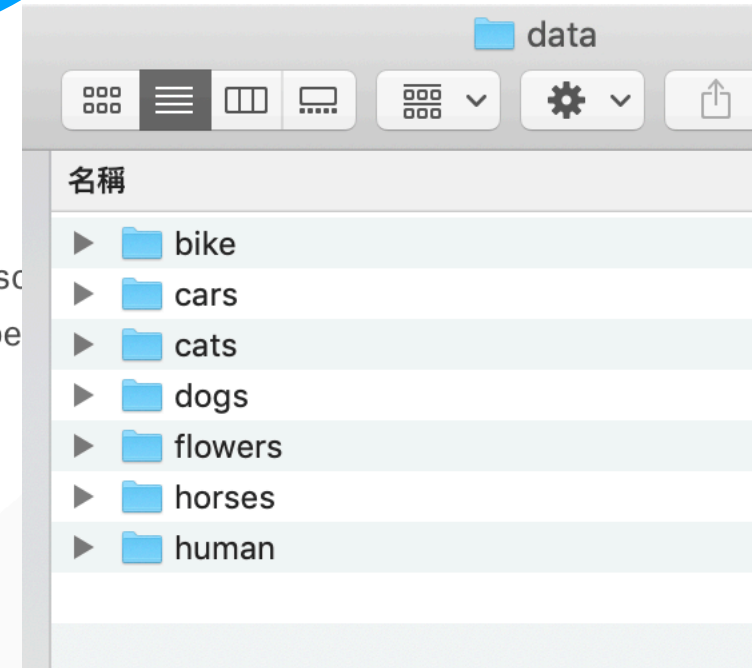 data
名稱
bike
cars
cats
dogs
flowers
horses
human